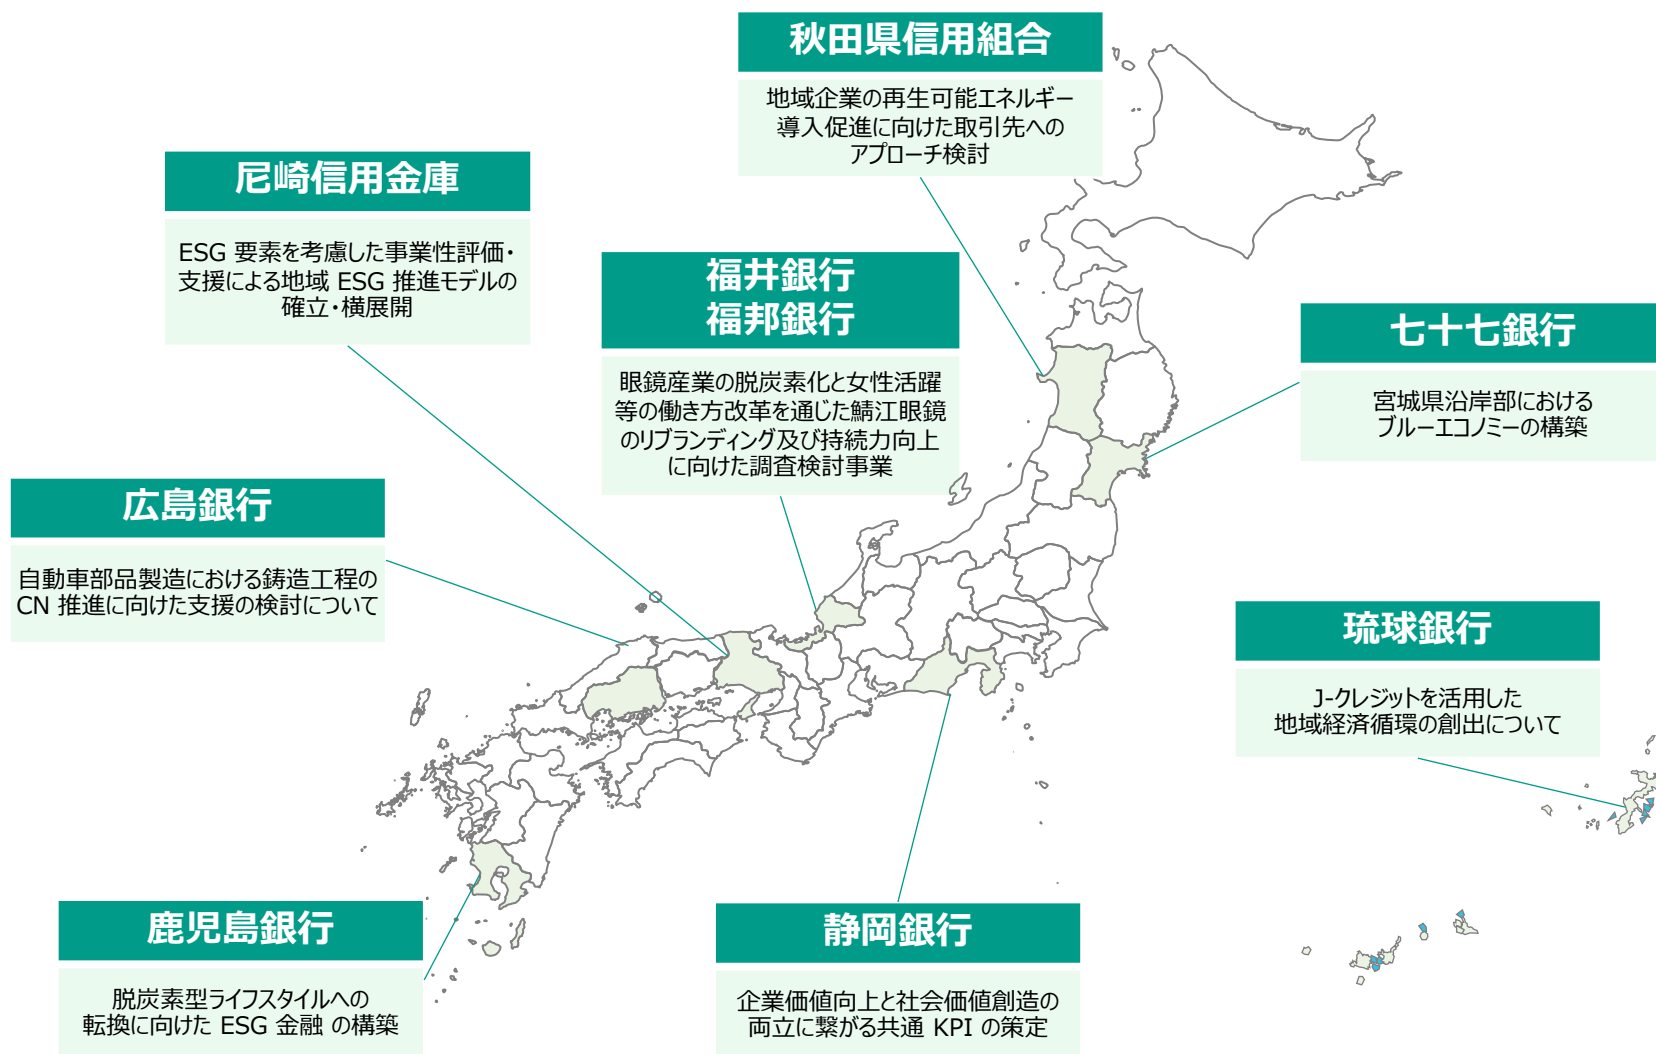 秋田県信用組合
地域企業の再生可能エネルギー
導入促進に向けた取引先への
アプローチ検討
尼崎信用金庫
ESG 要素を考慮した事業性評価・
支援による地域 ESG 推進モデルの
確立・横展開
福井銀行
福邦銀行
眼鏡産業の脱炭素化と女性活躍
等の働き方改革を通じた鯖江眼鏡
のリブランディング及び持続力向上
に向けた調査検討事業
七十七銀行
宮城県沿岸部における
ブルーエコノミーの構築
広島銀行
自動車部品製造における鋳造工程の
CN 推進に向けた支援の検討について
琉球銀行
J-クレジットを活用した
地域経済循環の創出について
鹿児島銀行
脱炭素型ライフスタイルへの
転換に向けた ESG 金融 の構築
静岡銀行
企業価値向上と社会価値創造の
両立に繋がる共通 KPI の策定